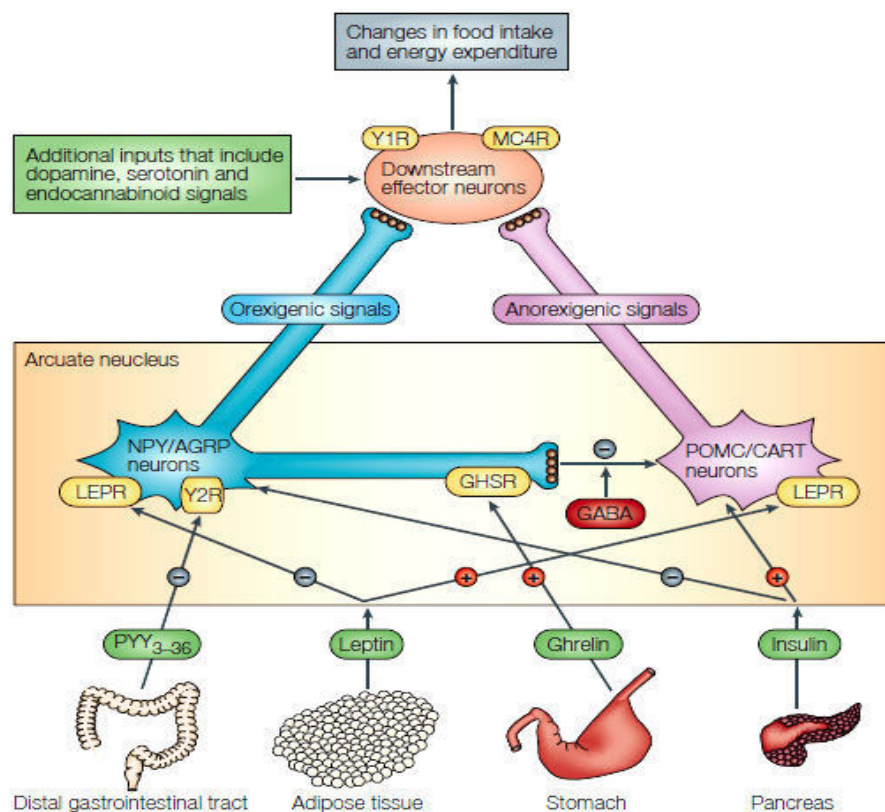 Changes in food intake
and energy expenditure
Y1R
MC4R
Additional inputs that include
dopamine, serotonin and
endocannabinoid signals
Downstream
effector neurons
Orexigenic signals
Anorexigenic signals
Arcuate neucleus
NPY/AGRP
neurons
POMC/CART
neurons
LEPR
Y2R
GHSR
GABA
LEPR
−
−
−
+
+
−
+
PYY3–36
Leptin
Ghrelin
Insulin
Distal gastrointestinal tract
Adipose tissue
Stomach
Pancreas